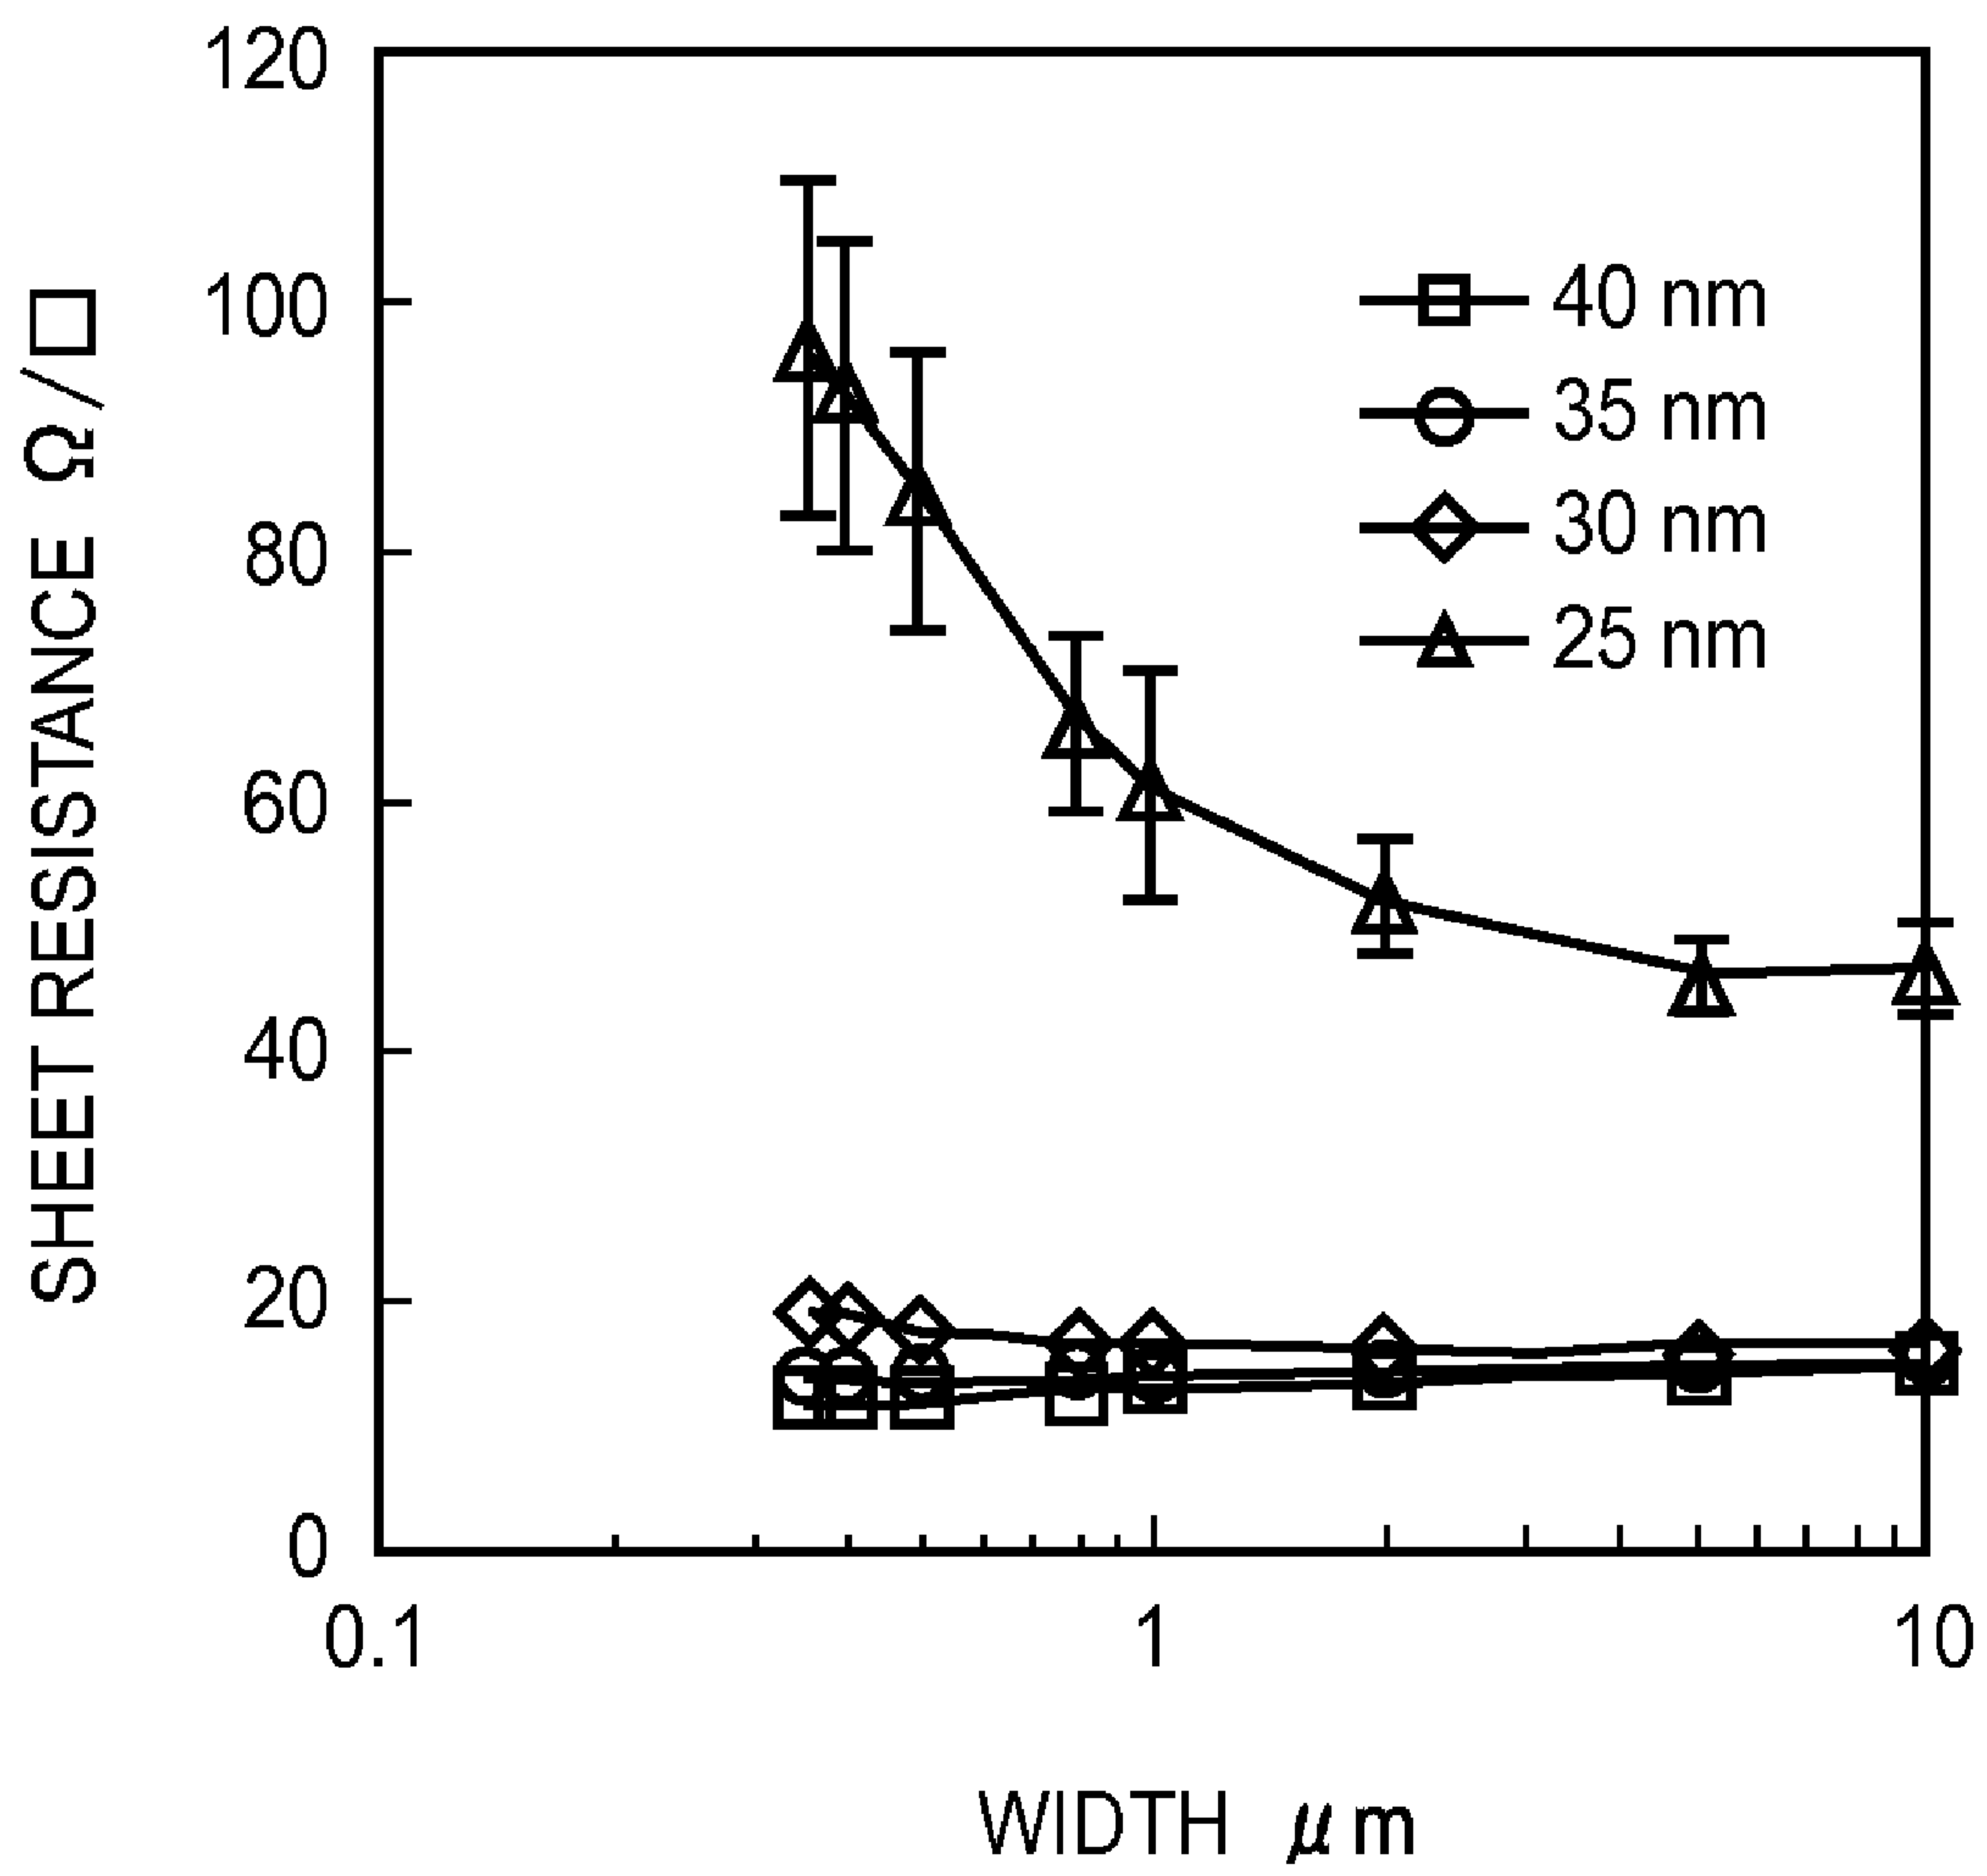 120
100
80
60
40
20
0
SHEET RESISTANCE Ω/□
40 nm
35 nm
30 nm
25 nm
0.1
1
10
WIDTH μm